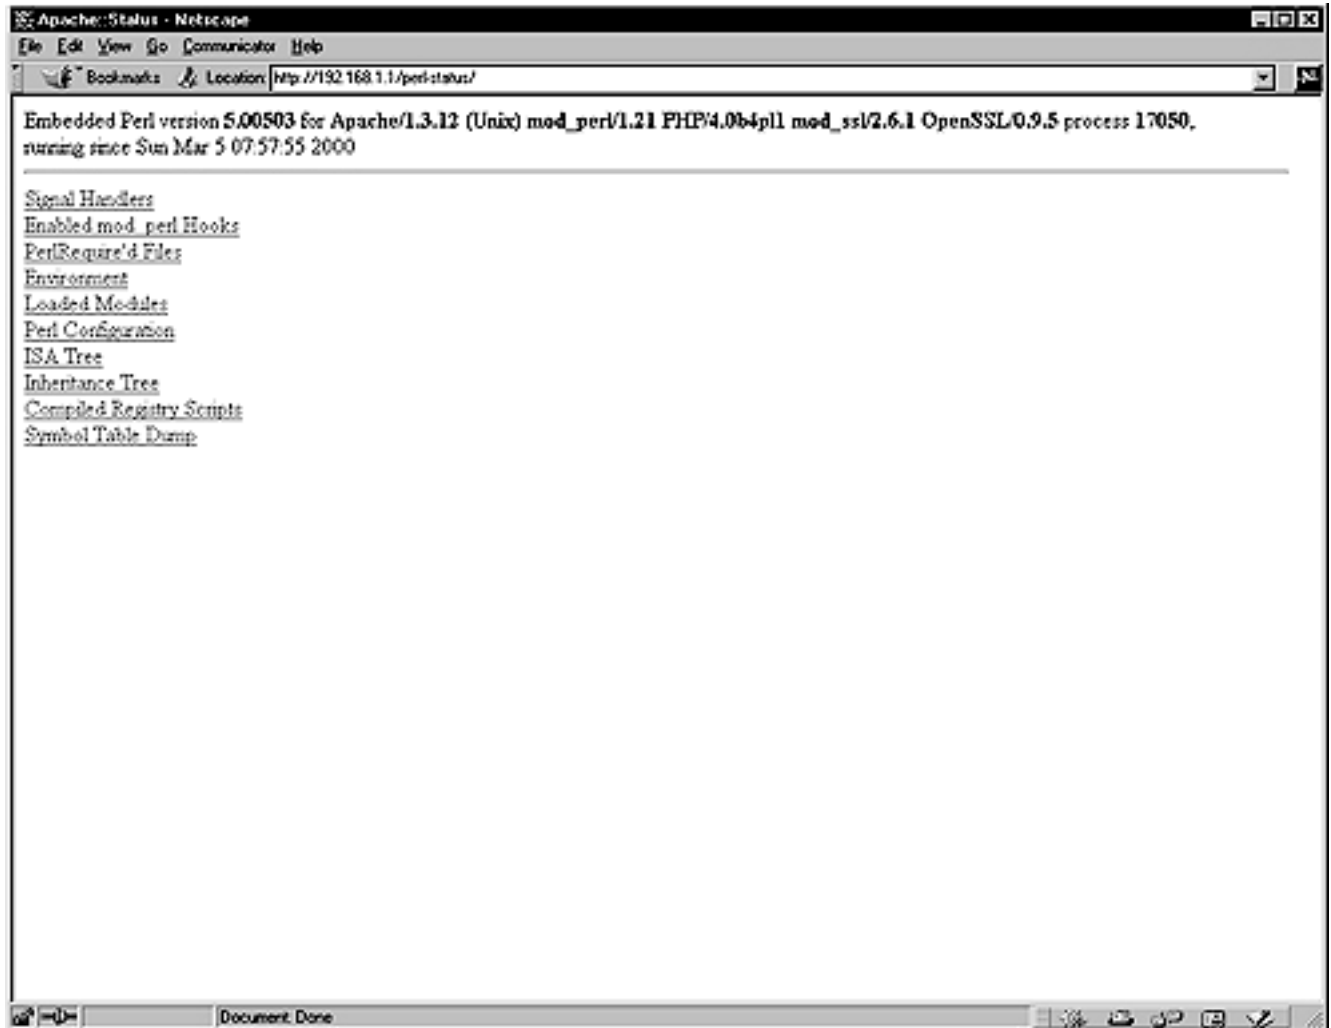 Apache::Status - Netscape
File Edit View Go Communicator Help
Bookmarks Location: http://192.168.1.1/perl-status/
Embedded Perl version 5.00503 for Apache/1.3.12 (Unix) mod_perl/1.21 PHP/4.0b4pl1 mod_ssl/2.6.1 OpenSSL/0.9.5 process 17050,
running since Sun Mar 5 07:57:55 2000
Signal Handlers
Enabled mod_perl Hooks
PerlRequire'd Files
Environment
Loaded Modules
Perl Configuration
ISA Tree
Inheritance Tree
Compiled Registry Scripts
Symbol Table Dump
Document: Done